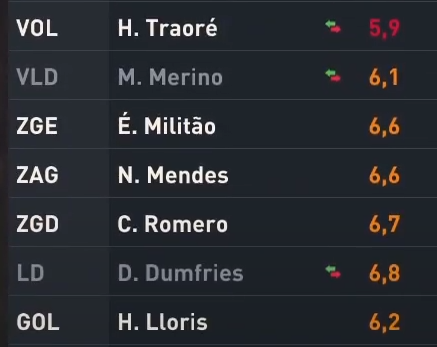 VOL H. Traoré 5,9
VLD M. Merino 6,1
ZGE É. Militão 6,6
ZAG N. Mendes 6,6
ZGD C. Romero 6,7
LD D. Dumfries 6,8
GOL H. Lloris 6,2